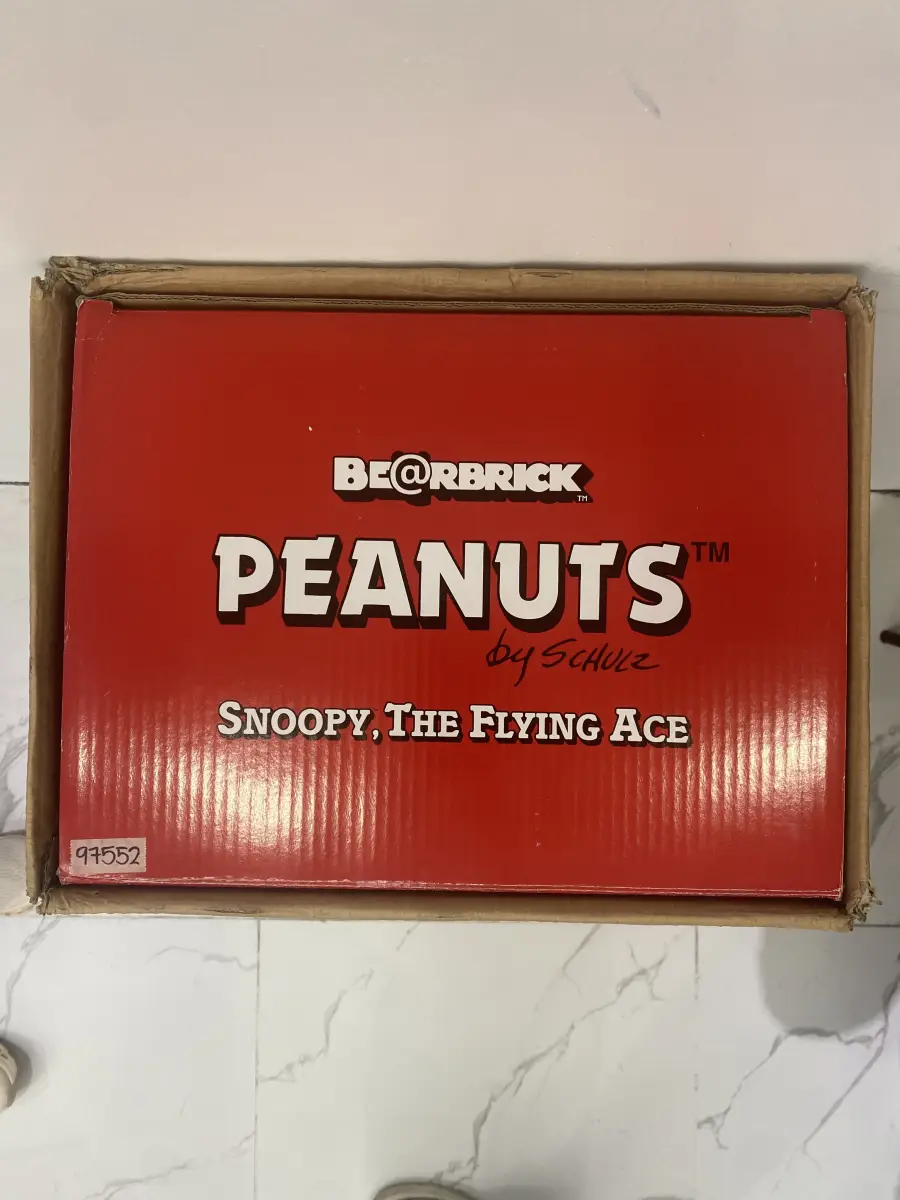 BE@RBRICK™
PEANUTS™
by SCHULZ
SNOOPY, THE FLYING ACE
97552